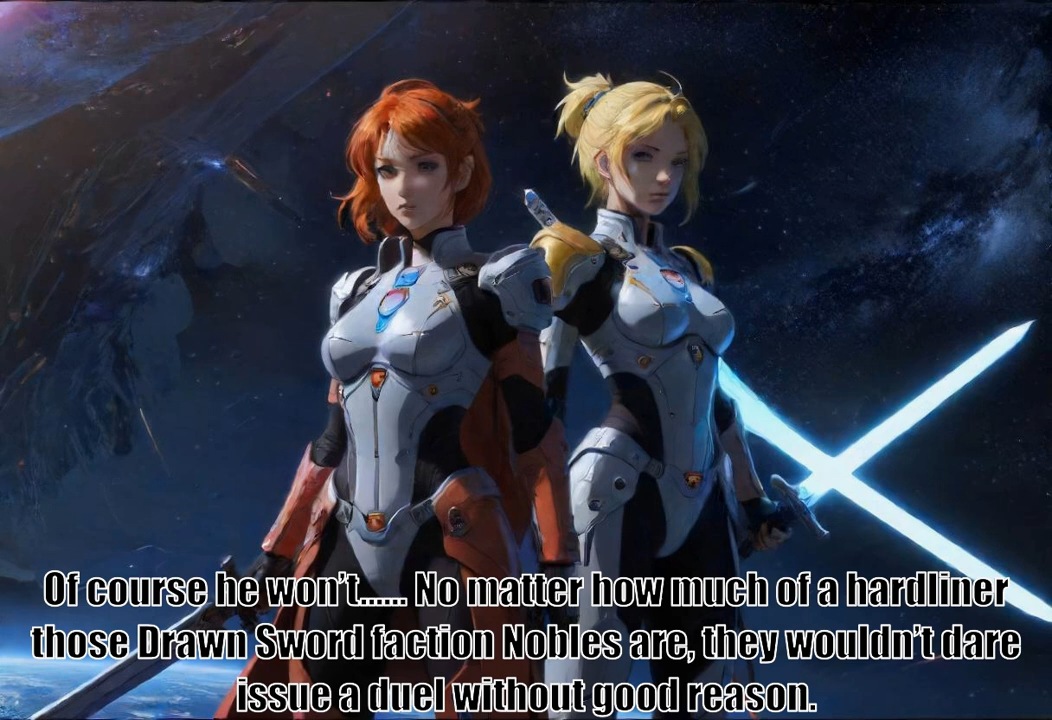 Of course he won't...... No matter how much of a hardliner
those Drawn Sword faction Nobles are, they wouldn't dare
issue a duel without good reason.